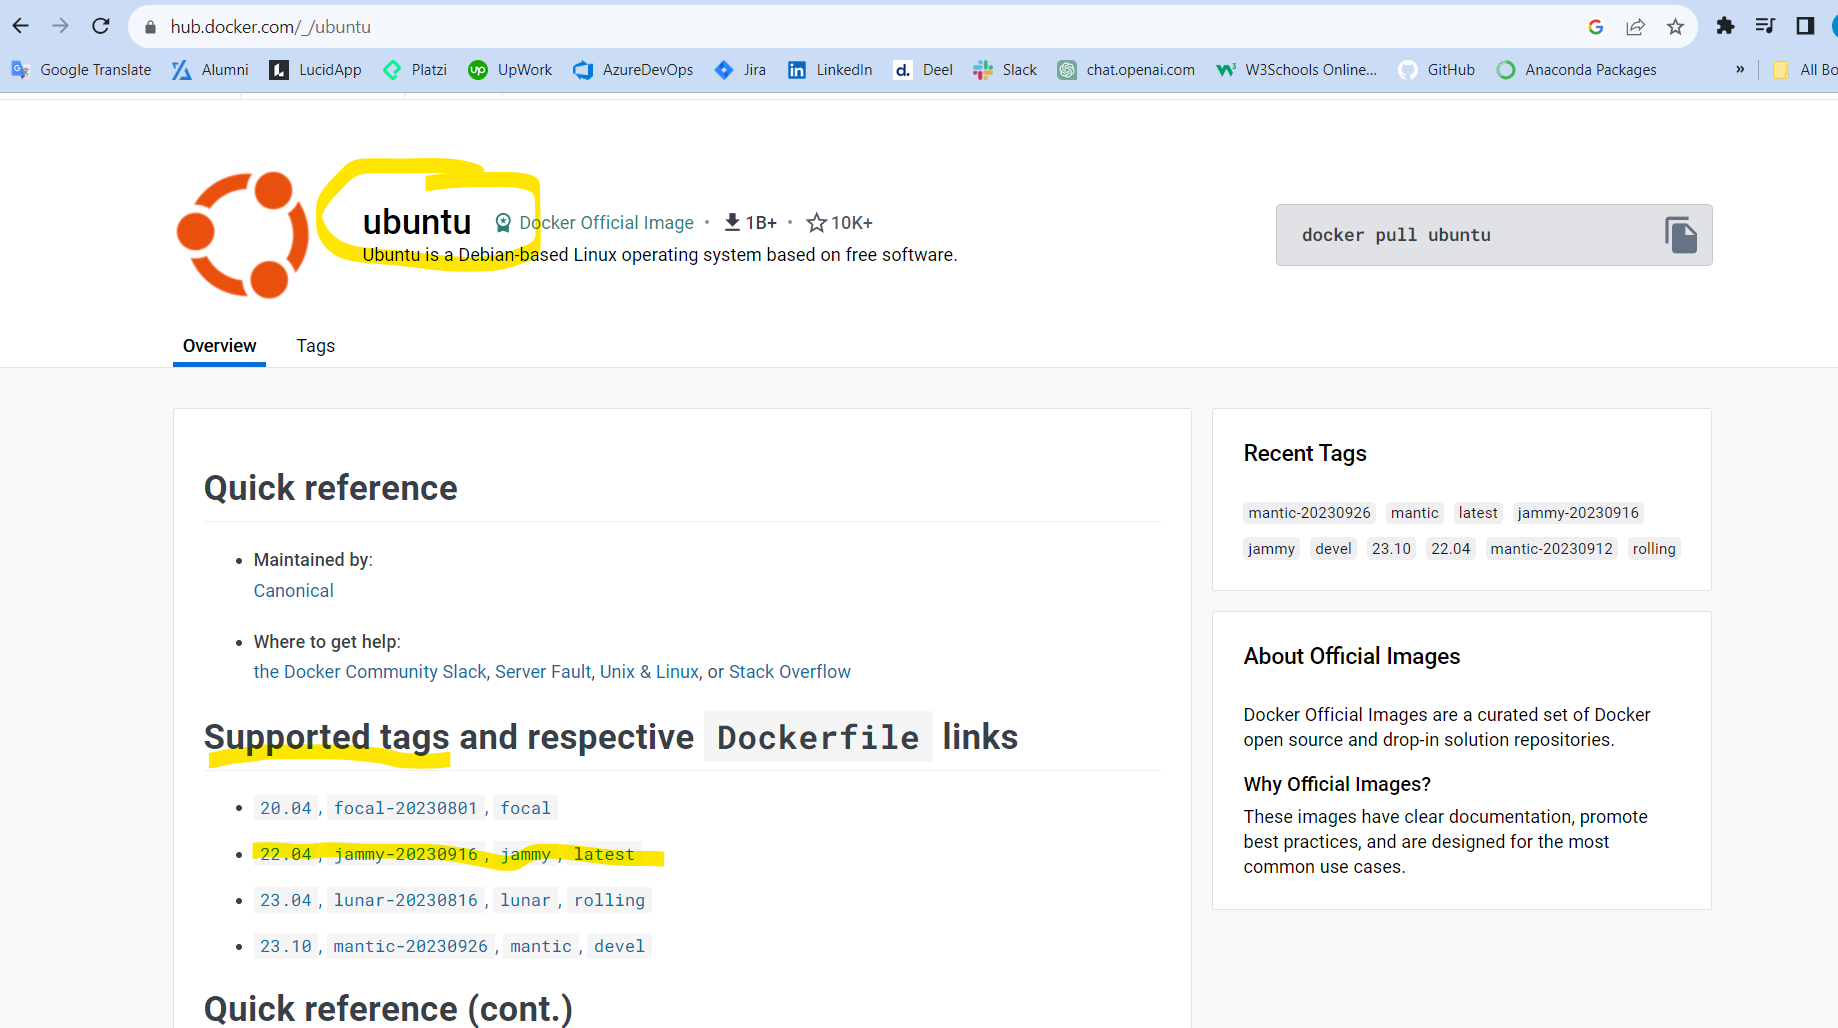 hub.docker.com/_/ubuntu
Google Translate Alumni LucidApp Platzi UpWork AzureDevOps Jira LinkedIn Deel Slack chat.openai.com W3Schools Online... GitHub Anaconda Packages » All Bo
ubuntu Docker Official Image • 1B+ • 10K+
Ubuntu is a Debian-based Linux operating system based on free software.
docker pull ubuntu
Overview Tags
Quick reference
• Maintained by:
Canonical
• Where to get help:
the Docker Community Slack, Server Fault, Unix & Linux, or Stack Overflow
Supported tags and respective Dockerfile links
• 20.04, focal-20230801, focal
• 22.04, jammy-20230916, jammy, latest
• 23.04, lunar-20230816, lunar, rolling
• 23.10, mantic-20230926, mantic, devel
Quick reference (cont.)
Recent Tags
mantic-20230926 mantic latest jammy-20230916
jammy devel 23.10 22.04 mantic-20230912 rolling
About Official Images
Docker Official Images are a curated set of Docker
open source and drop-in solution repositories.
Why Official Images?
These images have clear documentation, promote
best practices, and are designed for the most
common use cases.